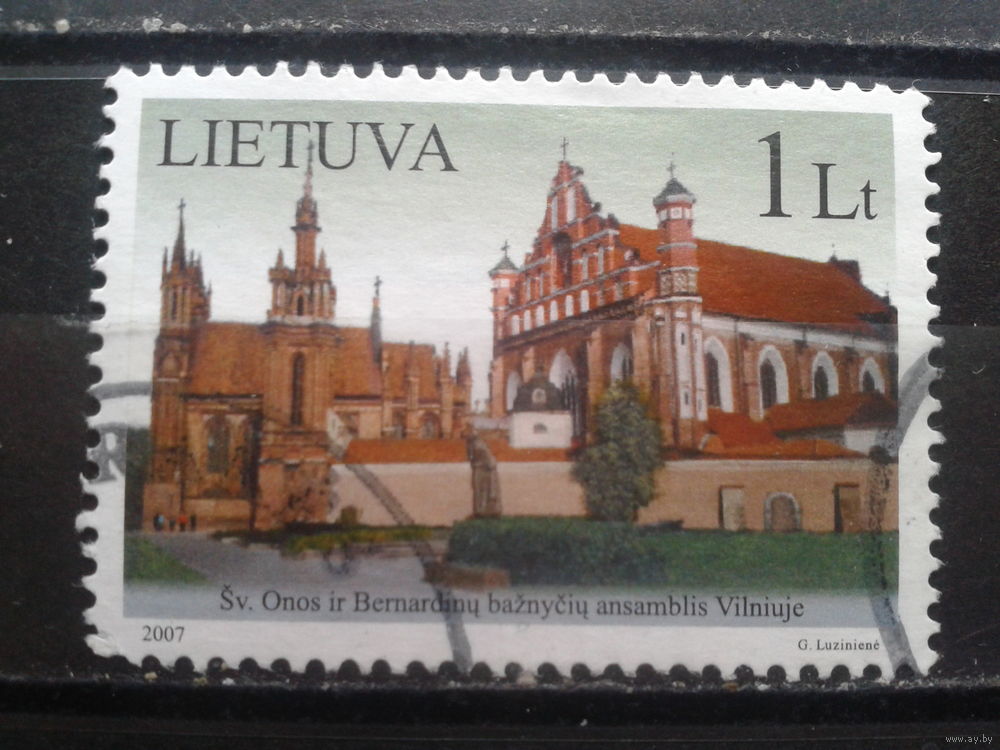 LIETUVA
1 Lt
Šv. Onos ir Bernardinų bažnyčių ansamblis Vilniuje
2007
G. Luzinienė
www.ay.by